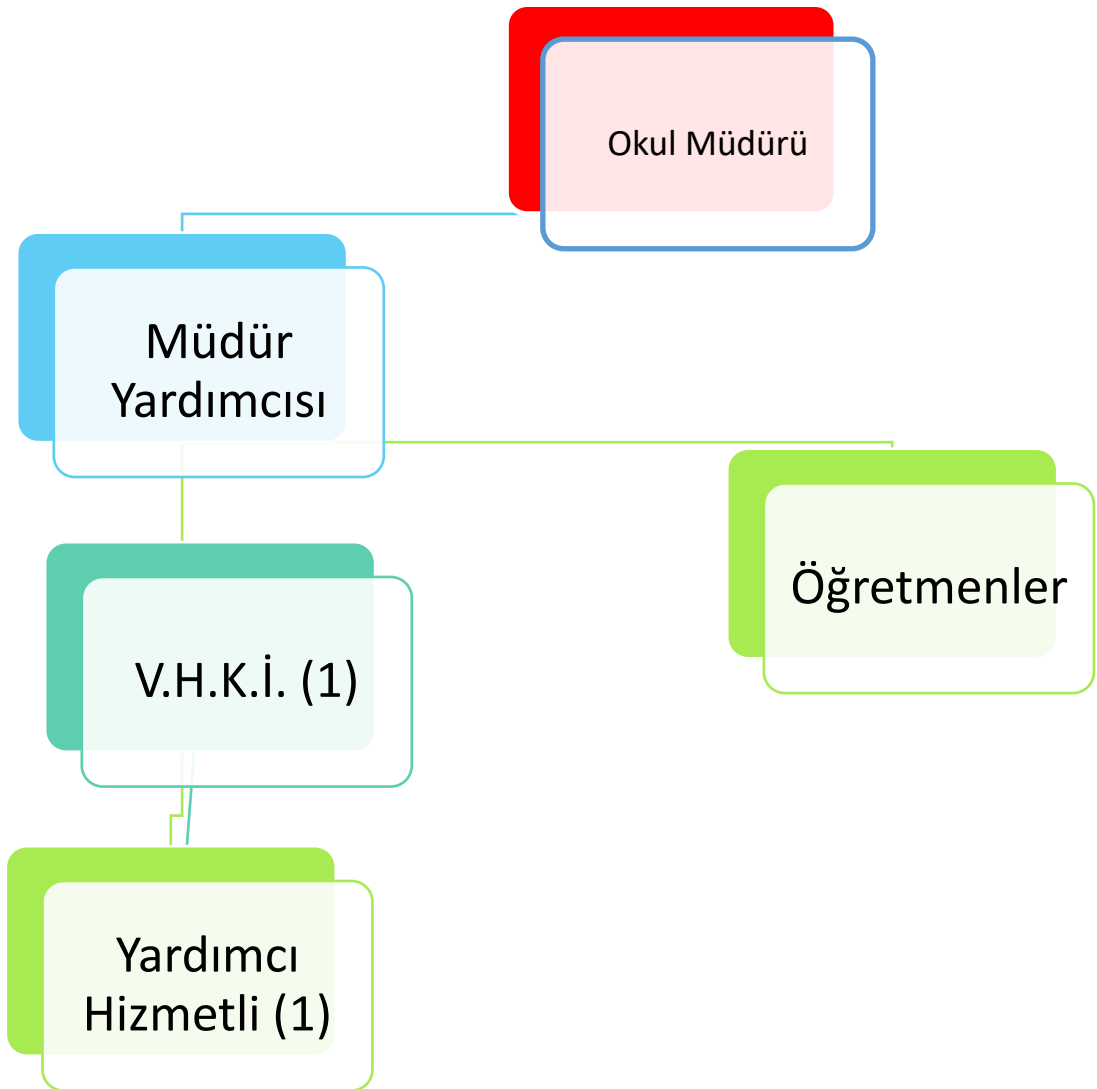 Okul Müdürü
Müdür
Yardımcısı
Öğretmenler
V.H.K.İ. (1)
Yardımcı
Hizmetli (1)